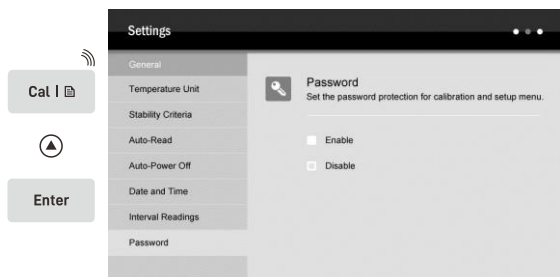 Settings
Cal
Enter
General
Temperature Unit
Stability Criteria
Auto-Read
Auto-Power Off
Date and Time
Interval Readings
Password
Password
Set the password protection for calibration and setup menu.
Enable
Disable